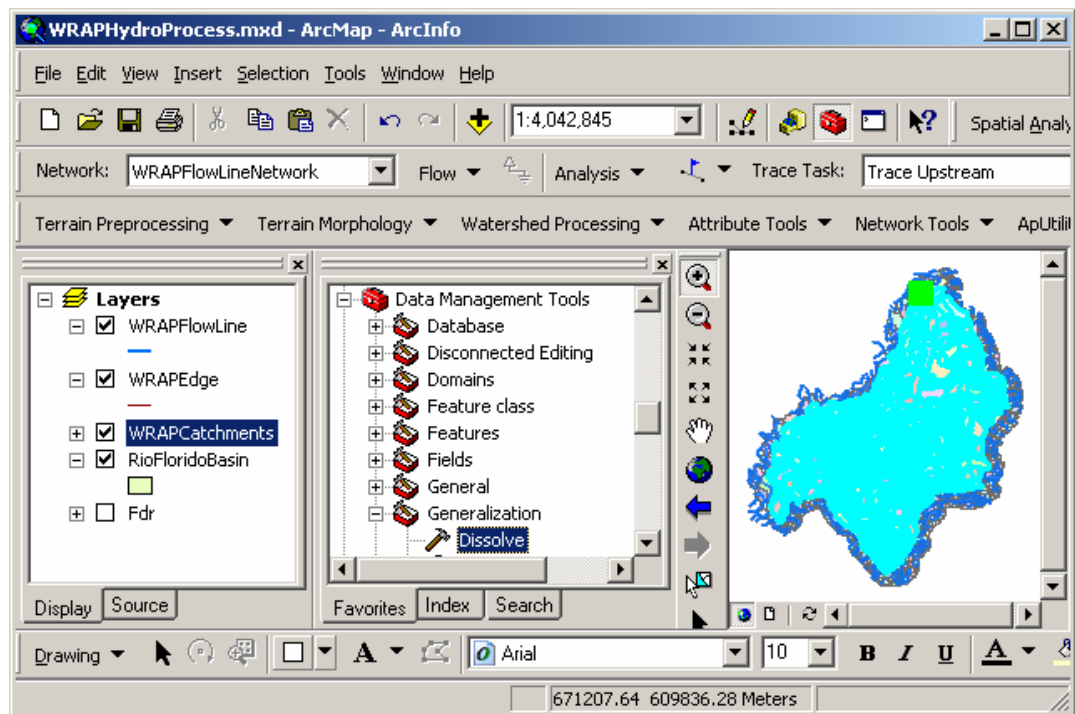 WRAPHydroProcess.mxd - ArcMap - ArcInfo
File Edit View Insert Selection Tools Window Help
1:4,042,845 Spatial Analy
Network: WRAPFlowLineNetwork Flow Analysis Trace Task: Trace Upstream
Terrain Preprocessing Terrain Morphology Watershed Processing Attribute Tools Network Tools ApUtili
Layers
WRAPFlowLine
WRAPEdge
WRAPCatchments
RioFloridoBasin
Fdr
Display Source
Data Management Tools
Database
Disconnected Editing
Domains
Feature class
Features
Fields
General
Generalization
Dissolve
Favorites Index Search
Drawing A Arial 10 B I U A
671207.64 609836.28 Meters